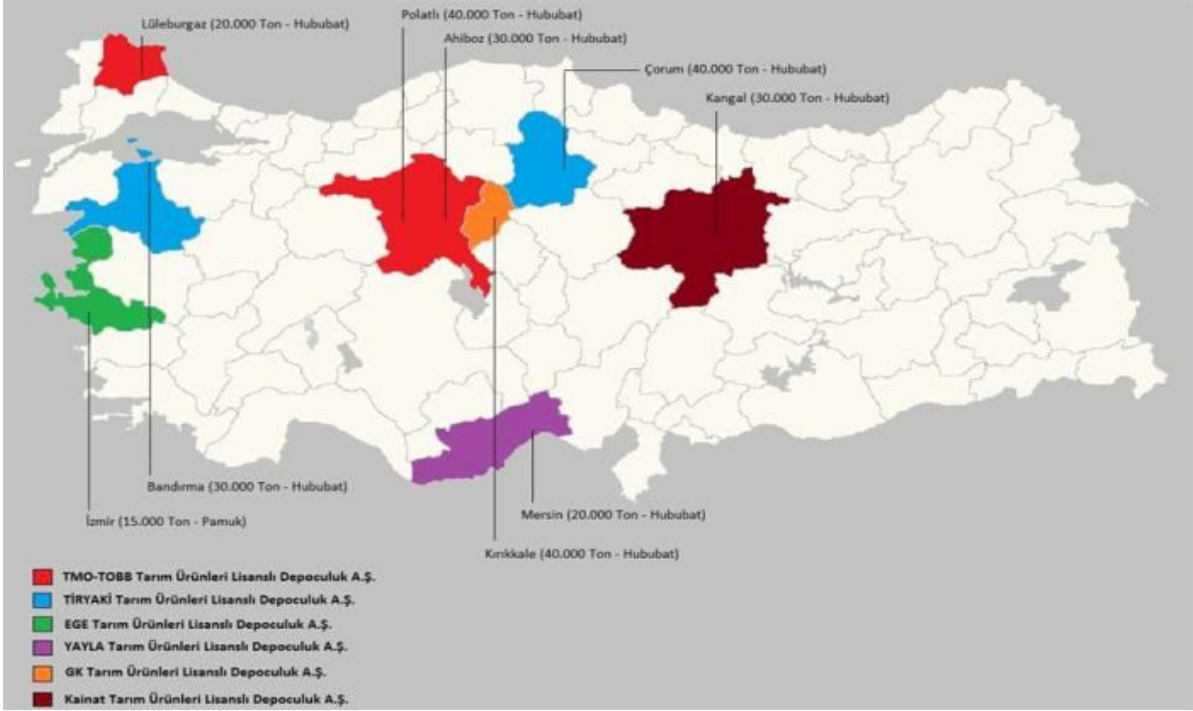 Lüleburgaz (20.000 Ton - Hububat)
Polatlı (40.000 Ton - Hububat)
Ahiboz (30.000 Ton - Hububat)
Çorum (40.000 Ton - Hububat)
Kangal (30.000 Ton - Hububat)
Bandırma (30.000 Ton - Hububat)
İzmir (15.000 Ton - Pamuk)
Mersin (20.000 Ton - Hububat)
Kırıkkale (40.000 Ton - Hububat)
TMO-TOBB Tarım Ürünleri Lisanslı Depoculuk A.Ş.
TİRYAKİ Tarım Ürünleri Lisanslı Depoculuk A.Ş.
EGE Tarım Ürünleri Lisanslı Depoculuk A.Ş.
YAYLA Tarım Ürünleri Lisanslı Depoculuk A.Ş.
GK Tarım Ürünleri Lisanslı Depoculuk A.Ş.
Kainat Tarım Ürünleri Lisanslı Depoculuk A.Ş.